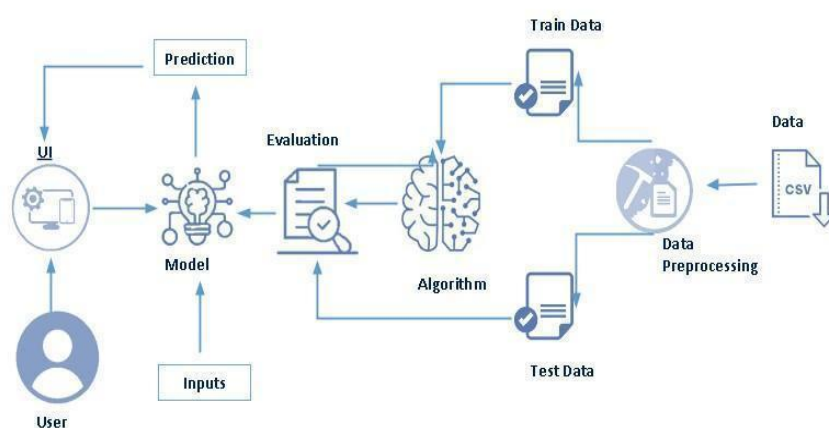 Train Data
Prediction
Data
Evaluation
UI
CSV
Model
Algorithm
Data
Preprocessing
Inputs
Test Data
User